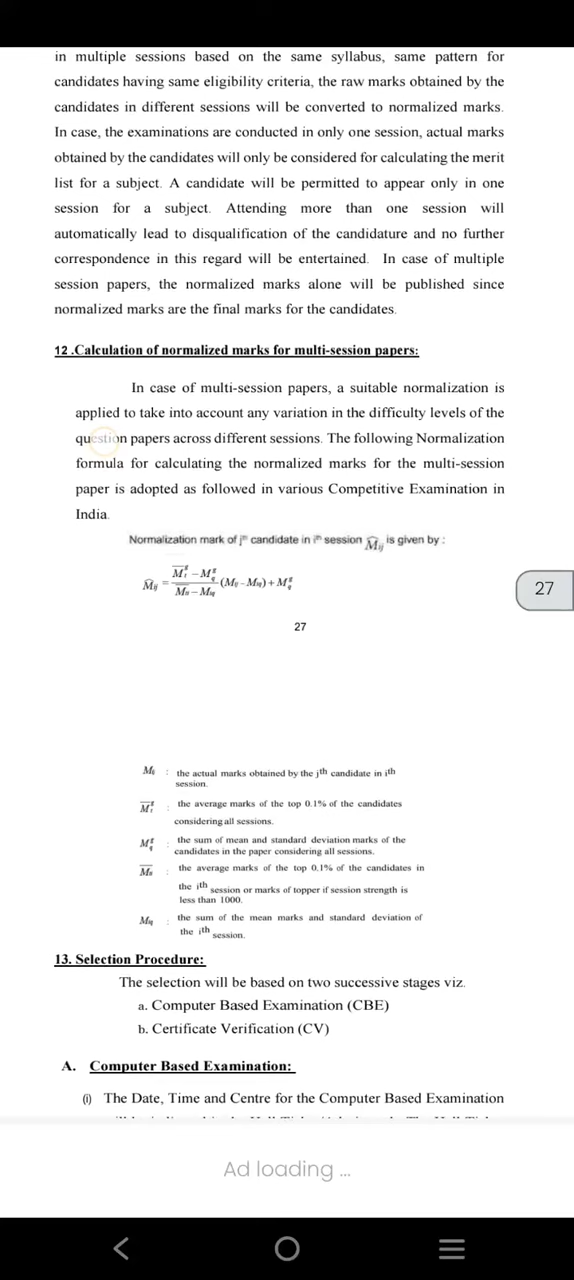 in multiple sessions based on the same syllabus, same pattern for
candidates having same eligibility criteria, the raw marks obtained by the
candidates in different sessions will be converted to normalized marks.
In case, the examinations are conducted in only one session, actual marks
obtained by the candidates will only be considered for calculating the merit
list for a subject. A candidate will be permitted to appear only in one
session for a subject. Attending more than one session will
automatically lead to disqualification of the candidature and no further
correspondence in this regard will be entertained. In case of multiple
session papers, the normalized marks alone will be published since
normalized marks are the final marks for the candidates.
12 .Calculation of normalized marks for multi-session papers:
In case of multi-session papers, a suitable normalization is
applied to take into account any variation in the difficulty levels of the
question papers across different sessions. The following Normalization
formula for calculating the normalized marks for the multi-session
paper is adopted as followed in various Competitive Examination in
India.
Normalization mark of jth candidate in ith session M̂ij is given by :
M̂ij = (M̄tg − Mqg) / (M̄ti − Miq) (Mij − Miq) + Mqg
27
27
Mij : the actual marks obtained by the jth candidate in ith
session.
M̄tg : the average marks of the top 0.1% of the candidates
considering all sessions.
Mqg : the sum of mean and standard deviation marks of the
candidates in the paper considering all sessions.
M̄ti : the average marks of the top 0.1% of the candidates in
the ith session or marks of topper if session strength is
less than 1000.
Miq : the sum of the mean marks and standard deviation of
the ith session.
13. Selection Procedure:
The selection will be based on two successive stages viz.
a. Computer Based Examination (CBE)
b. Certificate Verification (CV)
A. Computer Based Examination:
(i) The Date, Time and Centre for the Computer Based Examination
Ad loading ...